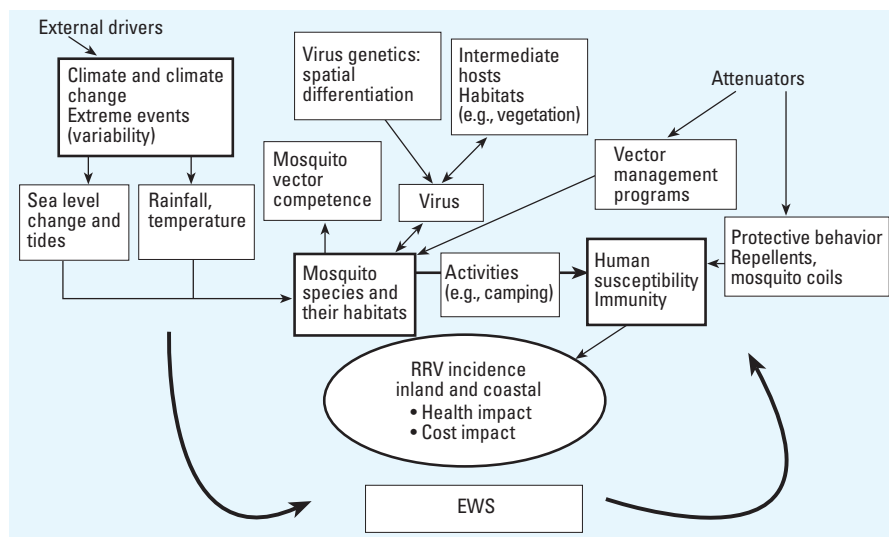 External drivers
Climate and climate
change
Extreme events
(variability)
Sea level
change and
tides
Rainfall,
temperature
Virus genetics:
spatial
differentiation
Intermediate
hosts
Habitats
(e.g., vegetation)
Attenuators
Mosquito
vector
competence
Virus
Vector
management
programs
Mosquito
species and
their habitats
Activities
(e.g., camping)
Human
susceptibility
Immunity
Protective behavior
Repellents,
mosquito coils
RRV incidence
inland and coastal
• Health impact
• Cost impact
EWS